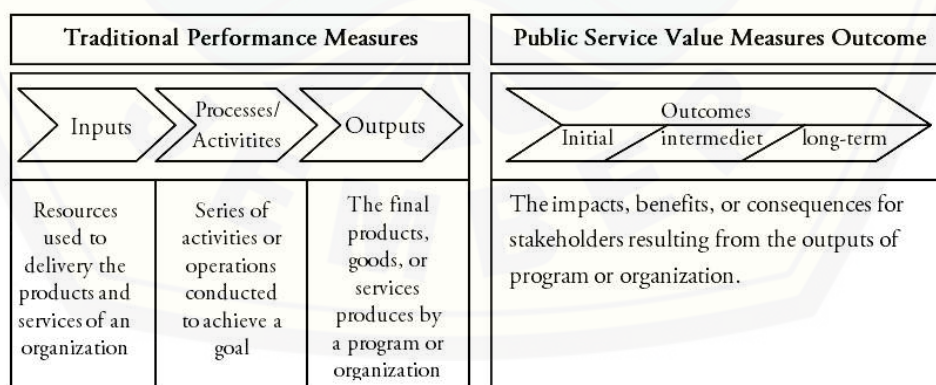 Traditional Performance Measures
Public Service Value Measures Outcome
Inputs
Processes/
Activitites
Outputs
Outcomes
Initial
intermediet
long-term
Resources
used to
delivery the
products and
services of an
organization
Series of
activities or
operations
conducted
to achieve a
goal
The final
products,
goods, or
services
produces by
a program or
organization
The impacts, benefits, or consequences for
stakeholders resulting from the outputs of
program or organization.